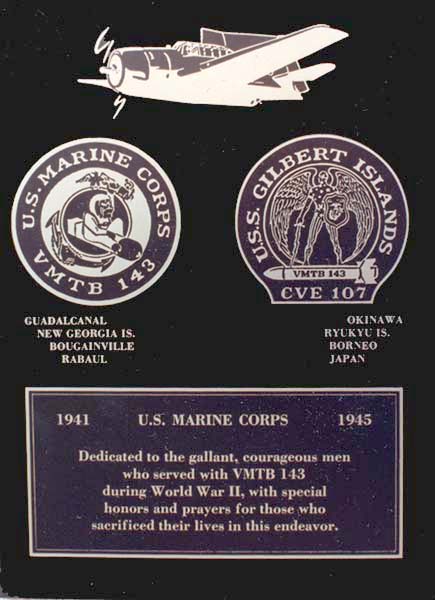 U.S. MARINE CORPS
VMTB 143
U.S.S. GILBERT ISLANDS
VMTB 143
CVE 107
GUADALCANAL
NEW GEORGIA IS.
BOUGAINVILLE
RABAUL
OKINAWA
RYUKYU IS.
BORNEO
JAPAN
1941 U.S. MARINE CORPS 1945
Dedicated to the gallant, courageous men
who served with VMTB 143
during World War II, with special
honors and prayers for those who
sacrificed their lives in this endeavor.